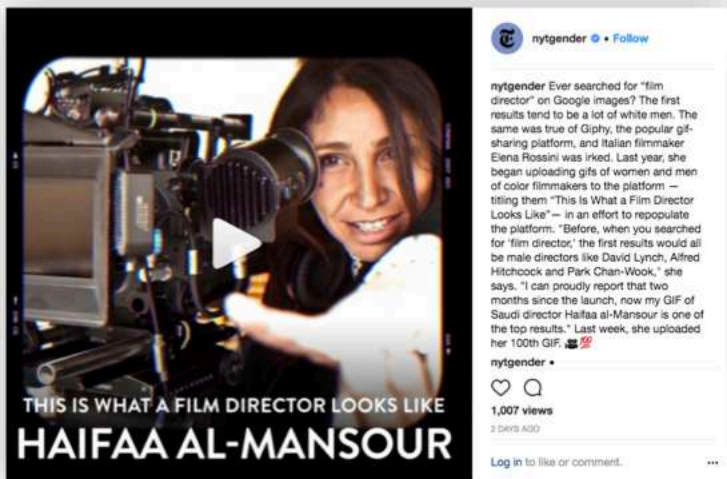 THIS IS WHAT A FILM DIRECTOR LOOKS LIKE
HAIFAA AL-MANSOUR
nytgender • Follow
nytgender Ever searched for "film
director" on Google images? The first
results tend to be a lot of white men. The
same was true of Giphy, the popular gif-
sharing platform, and Italian filmmaker
Elena Rossini was irked. Last year, she
began uploading gifs of women and men
of color filmmakers to the platform —
titling them "This Is What a Film Director
Looks Like"— in an effort to repopulate
the platform. "Before, when you searched
for 'film director,' the first results would all
be male directors like David Lynch, Alfred
Hitchcock and Park Chan-Wook," she
says. "I can proudly report that two
months since the launch, now my GIF of
Saudi director Haifaa al-Mansour is one of
the top results." Last week, she uploaded
her 100th GIF. 🎥💯
nytgender •
1,007 views
2 DAYS AGO
Log in to like or comment.